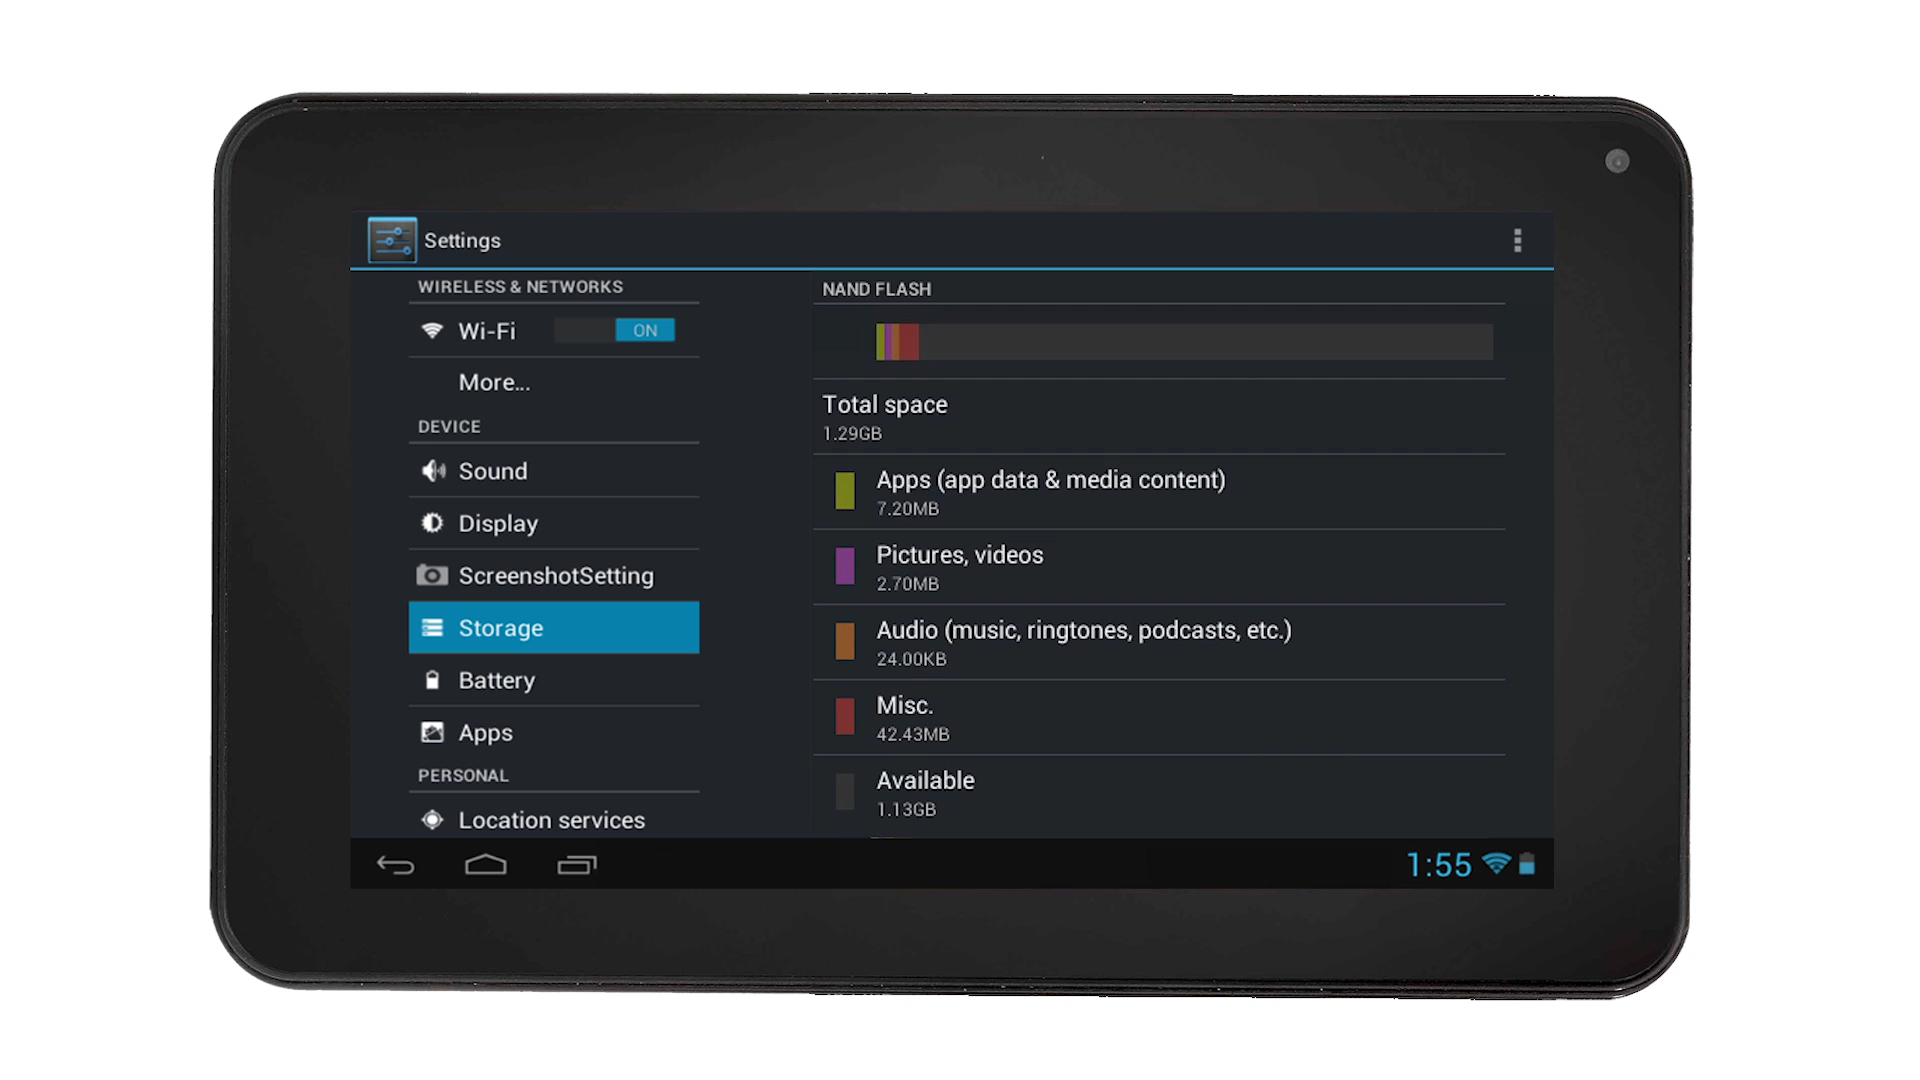 Settings
WIRELESS & NETWORKS
Wi-Fi ON
More...
DEVICE
Sound
Display
ScreenshotSetting
Storage
Battery
Apps
PERSONAL
Location services
NAND FLASH
Total space
1.29GB
Apps (app data & media content)
7.20MB
Pictures, videos
2.70MB
Audio (music, ringtones, podcasts, etc.)
24.00KB
Misc.
42.43MB
Available
1.13GB
1:55